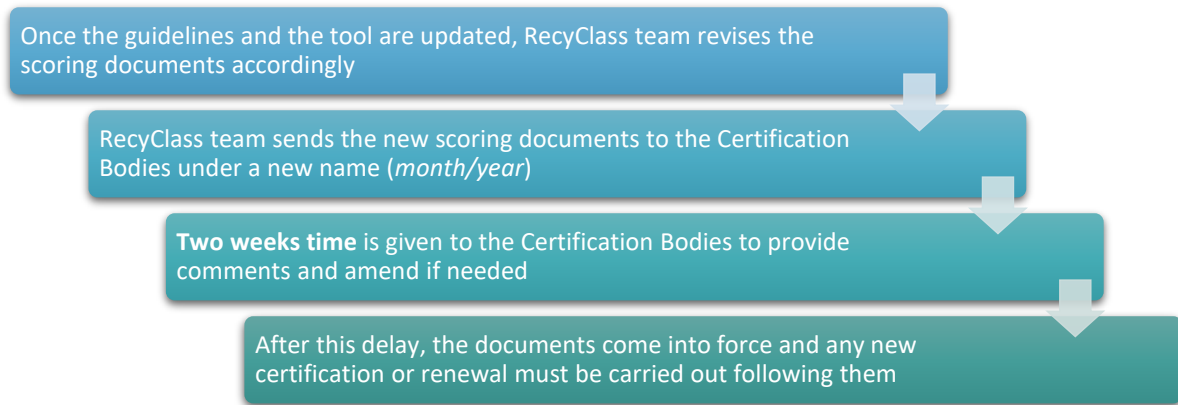 Once the guidelines and the tool are updated, RecyClass team revises the
scoring documents accordingly
RecyClass team sends the new scoring documents to the Certification
Bodies under a new name (month/year)
Two weeks time is given to the Certification Bodies to provide
comments and amend if needed
After this delay, the documents come into force and any new
certification or renewal must be carried out following them